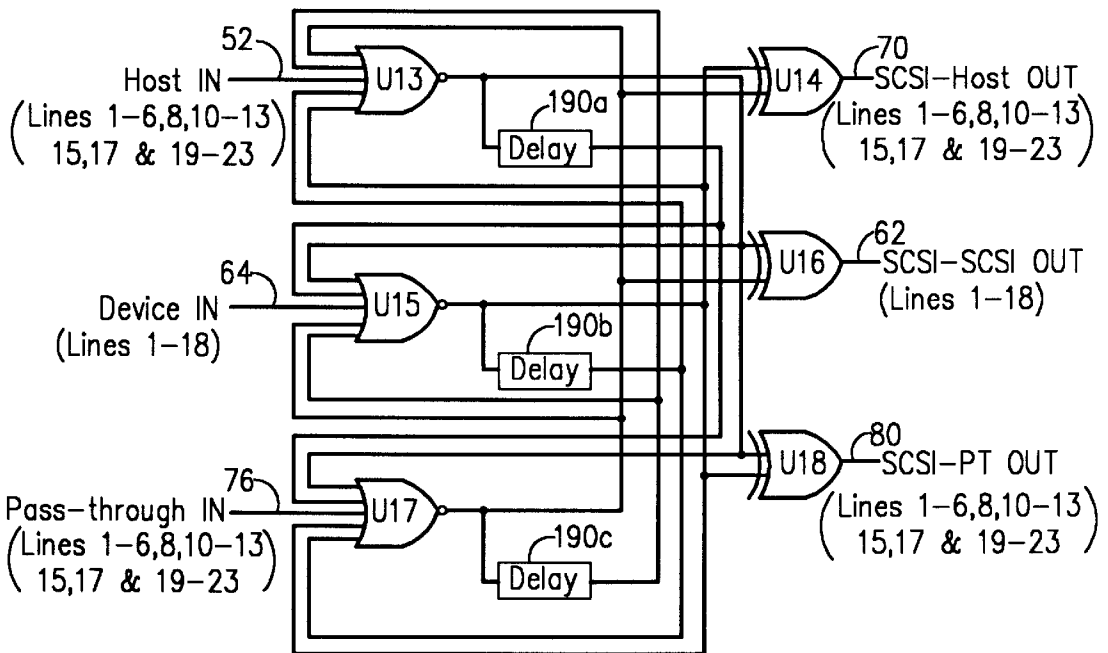 52
Host IN
(Lines 1-6,8,10-13)
15,17 & 19-23
U13
190a
Delay
U14
70
SCSI-Host OUT
(Lines 1-6,8,10-13)
15,17 & 19-23
64
Device IN
(Lines 1-18)
U15
190b
Delay
U16
62
SCSI-SCSI OUT
(Lines 1-18)
76
Pass-through IN
(Lines 1-6,8,10-13)
15,17 & 19-23
U17
190c
Delay
U18
80
SCSI-PT OUT
(Lines 1-6,8,10-13)
15,17 & 19-23